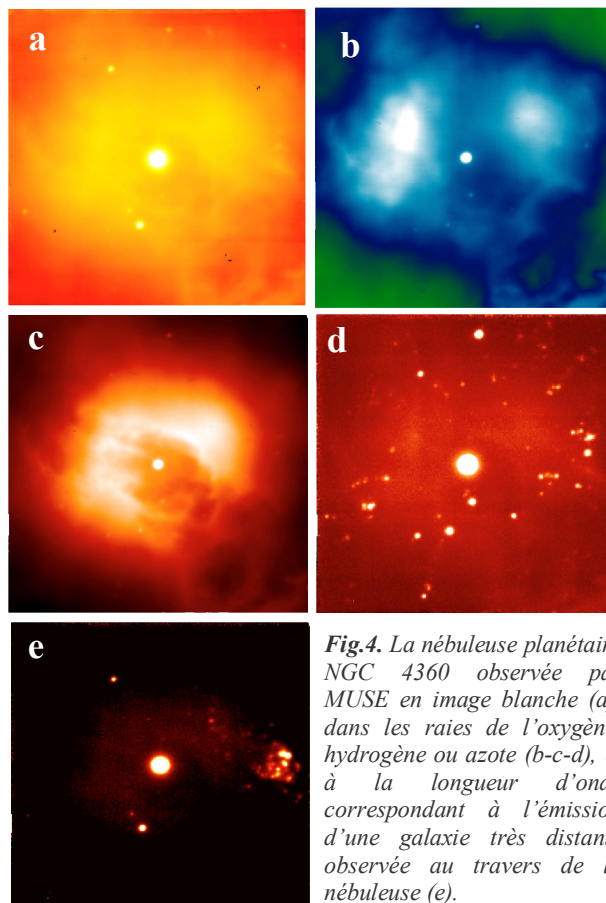 a
b
c
d
e
Fig.4. La nébuleuse planétair
NGC 4360 observée pa
MUSE en image blanche (a
dans les raies de l’oxygèn
hydrogène ou azote (b-c-d),
à la longueur d’ond
correspondant à l’émissio
d’une galaxie très distant
observée au travers de l
nébuleuse (e).